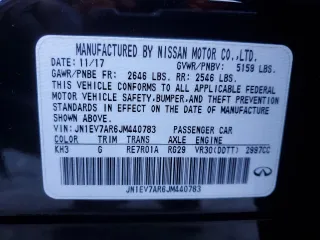 MANUFACTURED BY NISSAN MOTOR CO.,LTD.
DATE: 11/17 GVWR/PNBV: 5159 LBS.
GAWR/PNBE FR: 2646 LBS. RR: 2546 LBS.
THIS VEHICLE CONFORMS TO ALL APPLICABLE FEDERAL
MOTOR VEHICLE SAFETY,BUMPER,AND THEFT PREVENTION
STANDARDS IN EFFECT ON THE DATE OF MANUFACTURE
SHOWN ABOVE.
VIN: JN1EV7AR6JM440783 PASSENGER CAR
COLOR TRIM TRANS AXLE ENGINE
KH3 G RE7R01A RG29 VR30(DDTT) 2997CC
JN1EV7AR6JM440783
INFINITI